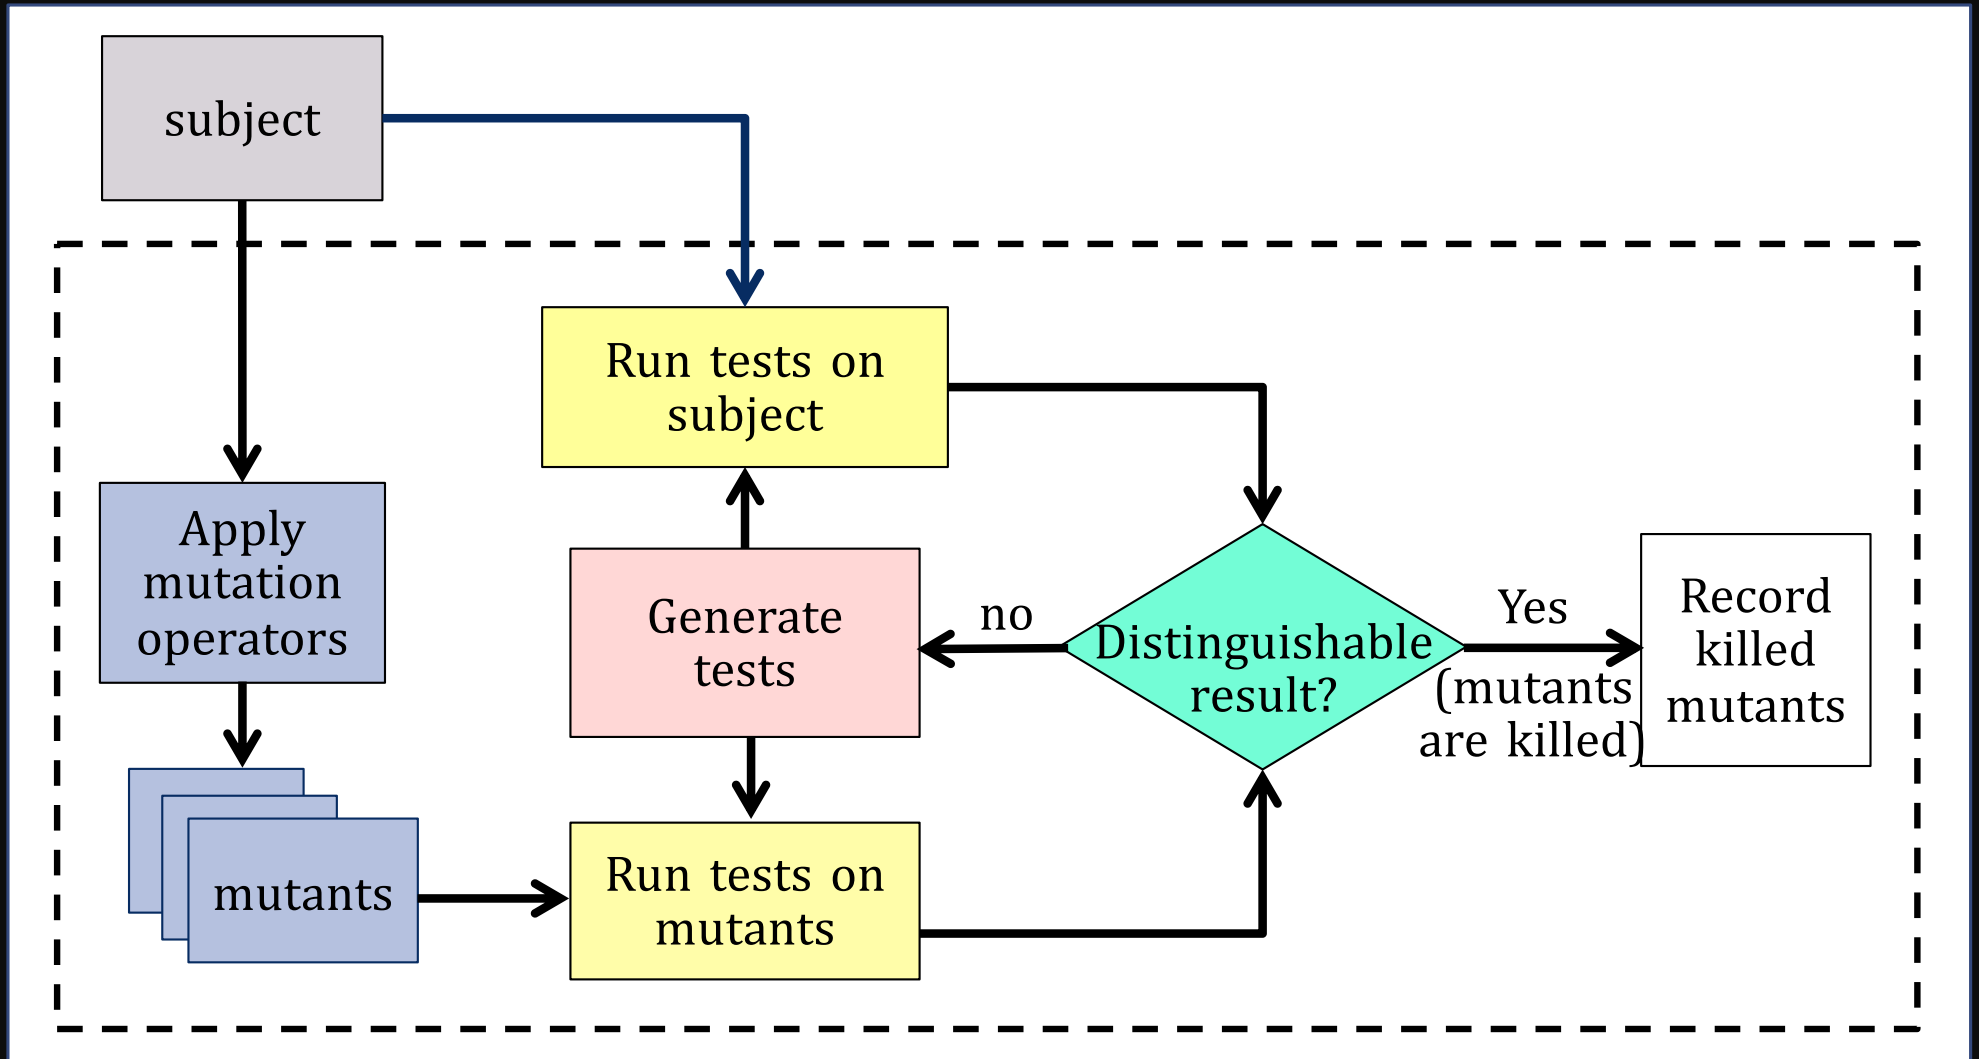 subject
Run tests on
subject
Apply
mutation
operators
Generate
tests
no
Distinguishable
result?
Yes
(mutants
are killed)
Record
killed
mutants
mutants
Run tests on
mutants